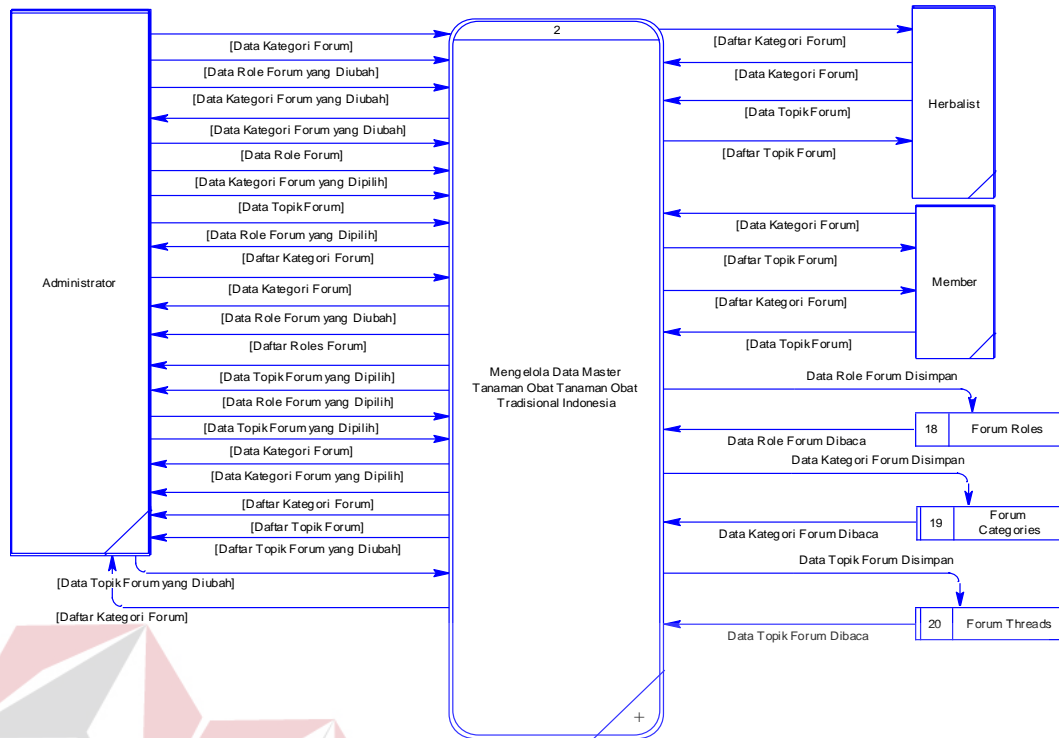 Administrator
[Data Kategori Forum]
[Data Role Forum yang Diubah]
[Data Kategori Forum yang Diubah]
[Data Kategori Forum yang Diubah]
[Data Role Forum]
[Data Kategori Forum yang Dipilih]
[Data Topik Forum]
[Data Role Forum yang Dipilih]
[Daftar Kategori Forum]
[Data Kategori Forum]
[Data Role Forum yang Diubah]
[Daftar Roles Forum]
[Data Topik Forum yang Dipilih]
[Data Role Forum yang Dipilih]
[Data Topik Forum yang Dipilih]
[Data Kategori Forum]
[Data Kategori Forum yang Dipilih]
[Daftar Kategori Forum]
[Daftar Topik Forum]
[Daftar Topik Forum yang Diubah]
[Data Topik Forum yang Diubah]
[Daftar Kategori Forum]
2
Mengelola Data Master
Tanaman Obat Tanaman Obat
Tradisional Indonesia
+
[Daftar Kategori Forum]
[Data Kategori Forum]
[Data Topik Forum]
[Daftar Topik Forum]
Herbalist
[Data Kategori Forum]
[Daftar Topik Forum]
[Daftar Kategori Forum]
[Data Topik Forum]
Member
Data Role Forum Disimpan
18
Forum Roles
Data Role Forum Dibaca
Data Kategori Forum Disimpan
19
Forum
Categories
Data Kategori Forum Dibaca
Data Topik Forum Disimpan
20
Forum Threads
Data Topik Forum Dibaca